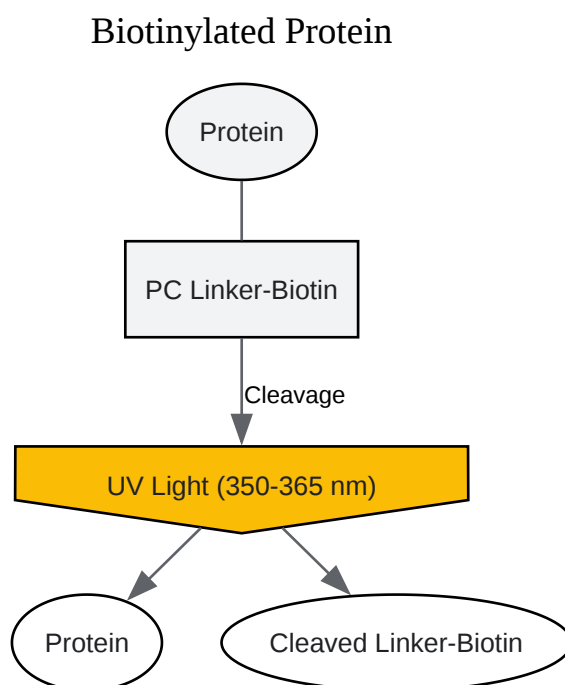 Biotinylated Protein
Protein
PC Linker-Biotin
Cleavage
UV Light (350-365 nm)
Protein
Cleaved Linker-Biotin